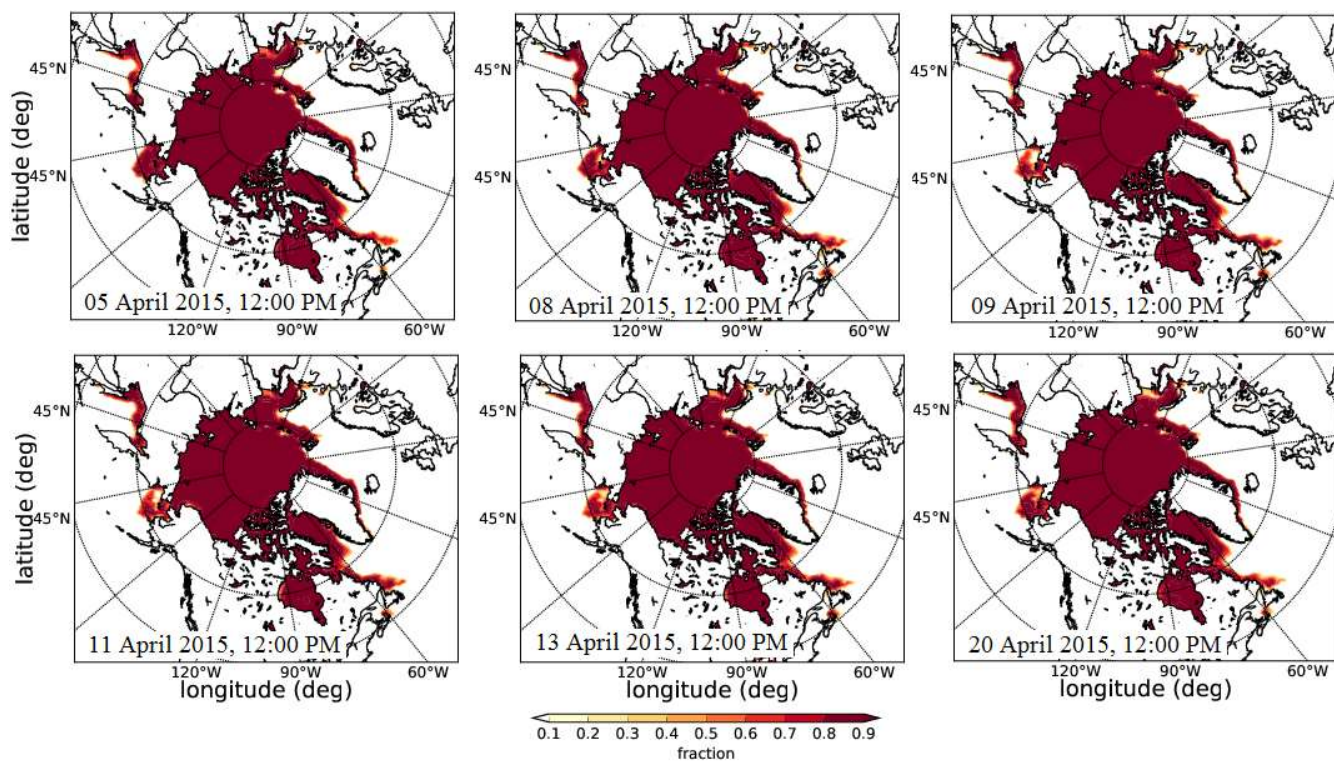 latitude (deg)
45°N
45°N
05 April 2015, 12:00 PM
120°W 90°W 60°W
45°N
45°N
08 April 2015, 12:00 PM
120°W 90°W 60°W
45°N
45°N
09 April 2015, 12:00 PM
120°W 90°W 60°W
latitude (deg)
45°N
45°N
11 April 2015, 12:00 PM
120°W 90°W 60°W
longitude (deg)
45°N
45°N
13 April 2015, 12:00 PM
120°W 90°W 60°W
longitude (deg)
45°N
45°N
20 April 2015, 12:00 PM
120°W 90°W 60°W
longitude (deg)
0.1 0.2 0.3 0.4 0.5 0.6 0.7 0.8 0.9
fraction